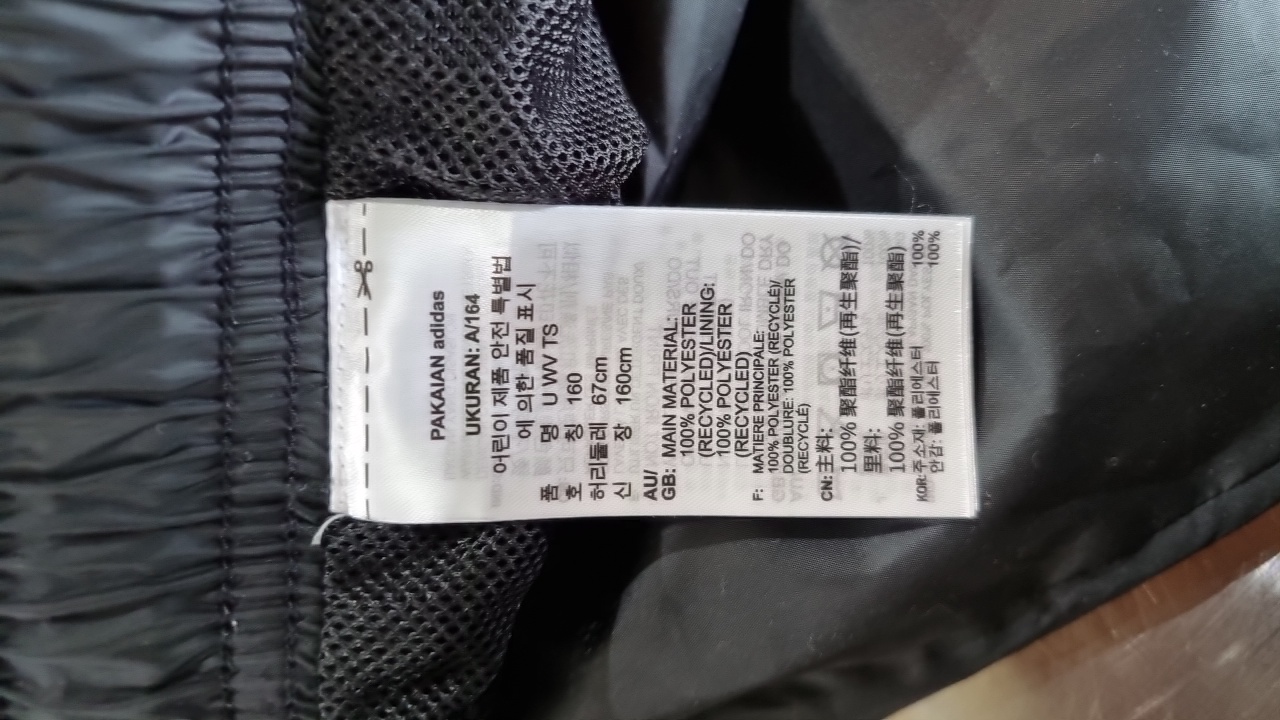 PAKAIAN adidas
UKURAN: A/164
어린이 제품 안전 특별법
에 의한 품질 표시
품 명 U WV TS
호 칭 160
허리둘레 67cm
신 장 160cm
AU/
GB: MAIN MATERIAL:
100% POLYESTER
(RECYCLED)/LINING:
100% POLYESTER
(RECYCLED)
F: MATIERE PRINCIPALE:
100% POLYESTER (RECYCLÉ)/
DOUBLURE: 100% POLYESTER
(RECYCLÉ)
CN: 主料:
100% 聚酯纤维(再生聚酯)/
里料:
100% 聚酯纤维(再生聚酯)
KOR: 주소재: 폴리에스터 100%
안감: 폴리에스터 100%